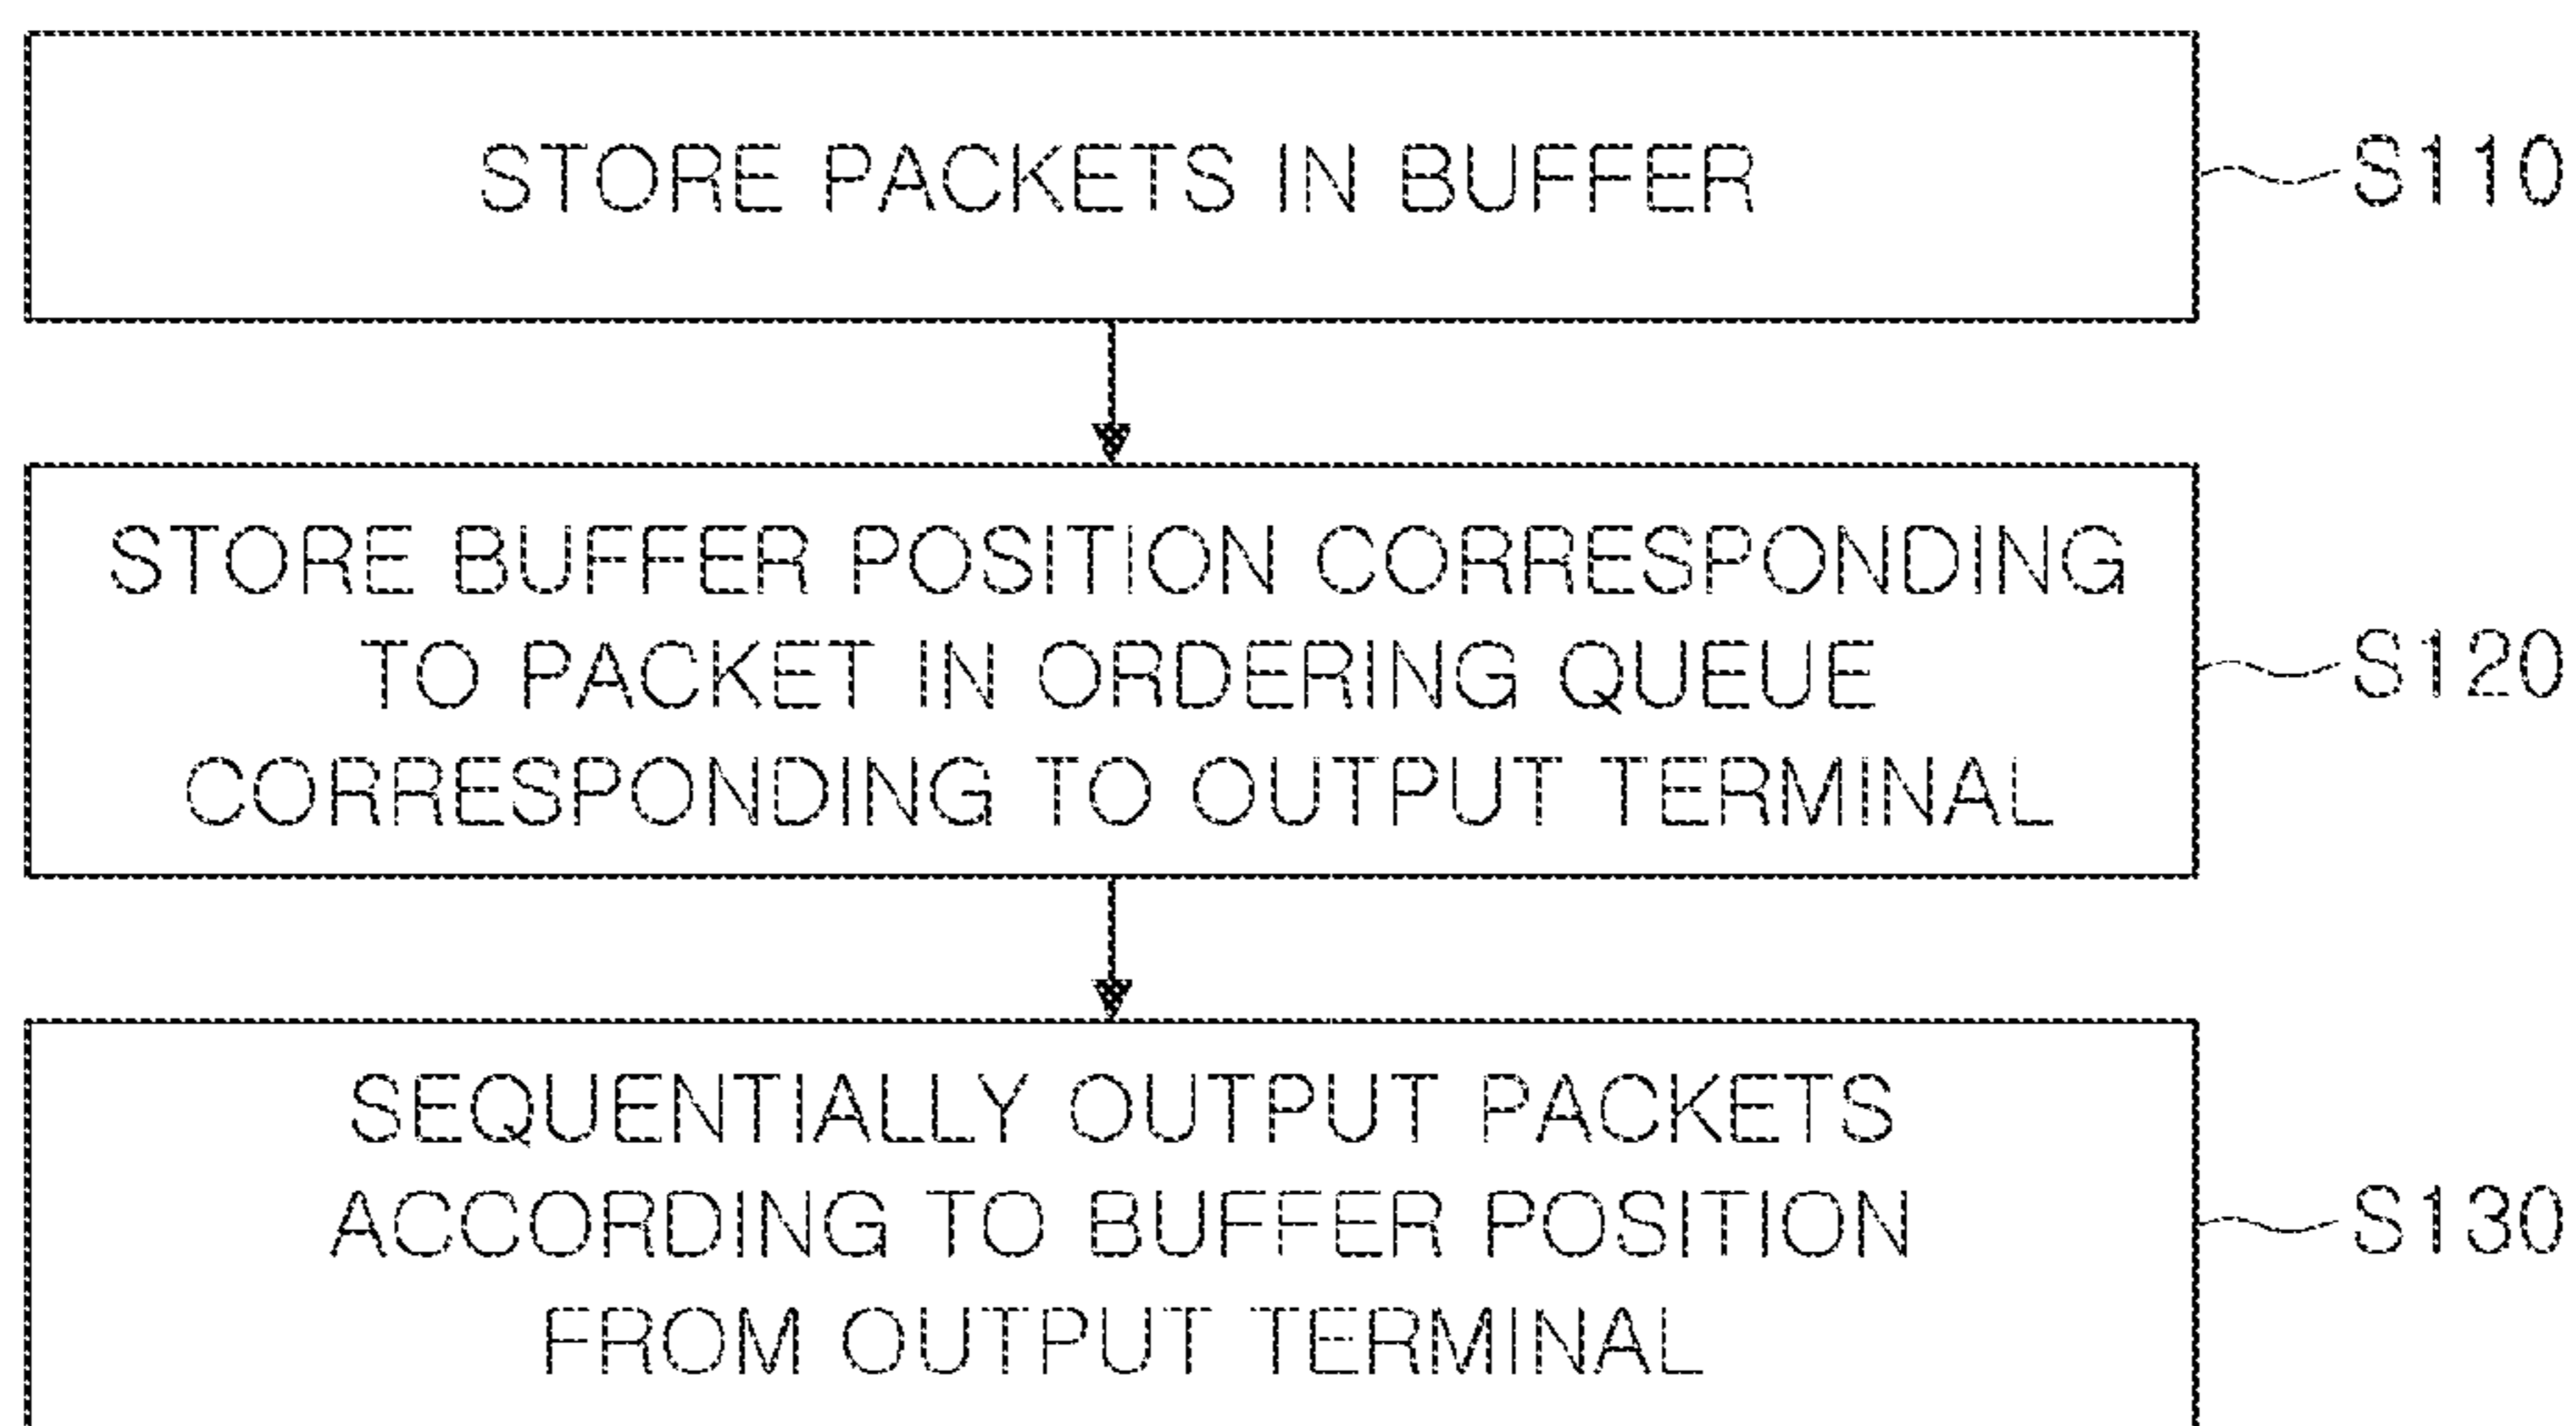 STORE PACKETS IN BUFFER
S110
STORE BUFFER POSITION CORRESPONDING
TO PACKET IN ORDERING QUEUE
CORRESPONDING TO OUTPUT TERMINAL
S120
SEQUENTIALLY OUTPUT PACKETS
ACCORDING TO BUFFER POSITION
FROM OUTPUT TERMINAL
S130